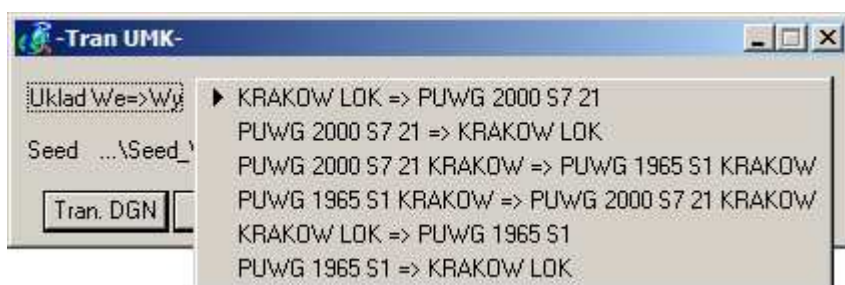 -Tran UMK-
Uklad We=>Wy
KRAKOW LOK => PUWG 2000 S7 21
PUWG 2000 S7 21 => KRAKOW LOK
Seed ...\Seed_
PUWG 2000 S7 21 KRAKOW => PUWG 1965 S1 KRAKOW
PUWG 1965 S1 KRAKOW => PUWG 2000 S7 21 KRAKOW
Tran. DGN
KRAKOW LOK => PUWG 1965 S1
PUWG 1965 S1 => KRAKOW LOK